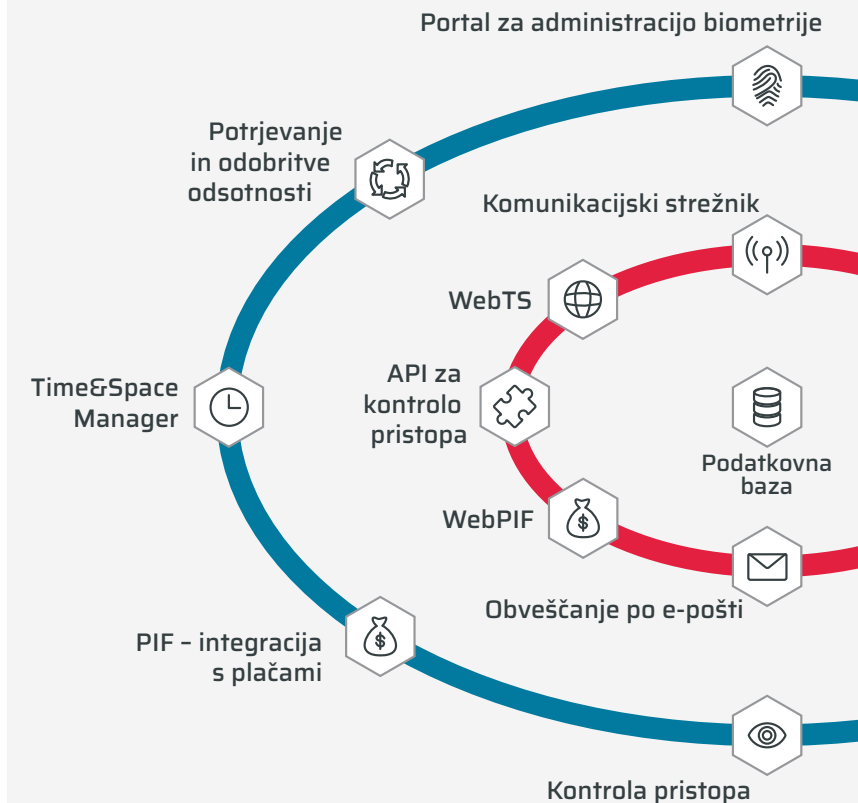 Portal za administracijo biometrije
Potrjevanje
in odobritve
odsotnosti
Komunikacijski strežnik
WebTS
Time&Space
Manager
API za
kontrolo
pristopa
Podatkovna
baza
WebPIF
Obveščanje po e-pošti
PIF – integracija
s plačami
Kontrola pristopa